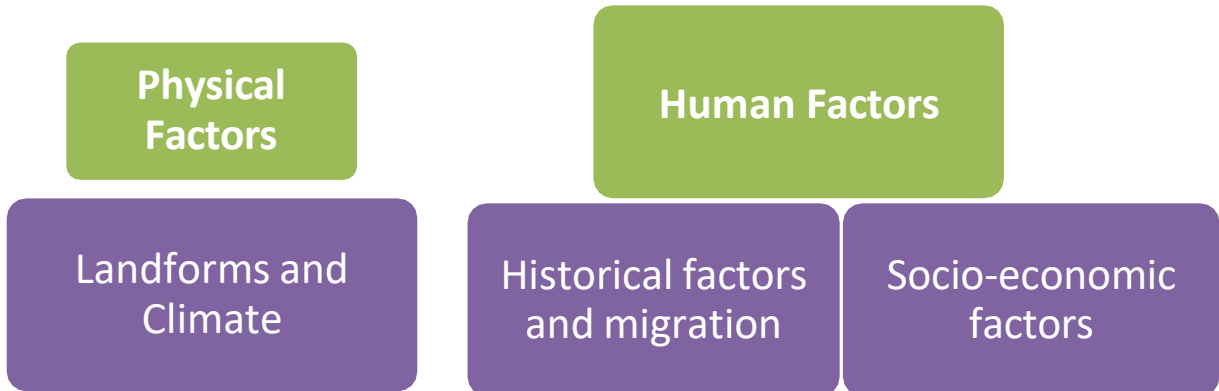 Physical
Factors
Human Factors
Landforms and
Climate
Historical factors
and migration
Socio-economic
factors